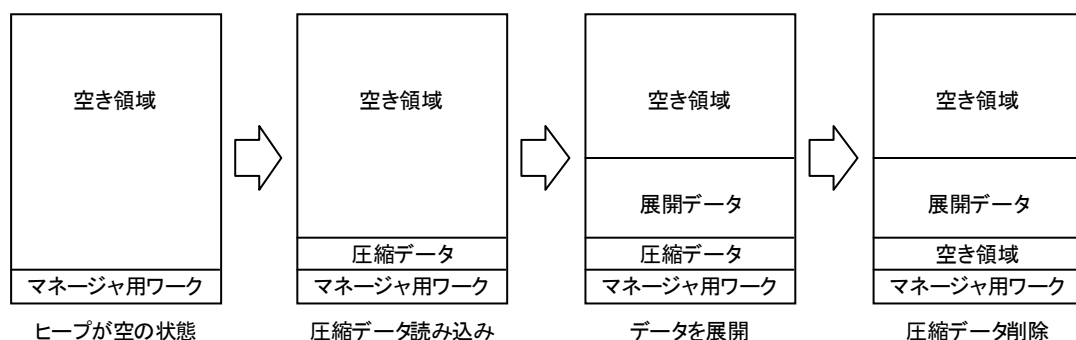 空き領域
マネージャ用ワーク
ヒープが空の状態
空き領域
圧縮データ
マネージャ用ワーク
圧縮データ読み込み
空き領域
展開データ
圧縮データ
マネージャ用ワーク
データを展開
空き領域
展開データ
空き領域
マネージャ用ワーク
圧縮データ削除